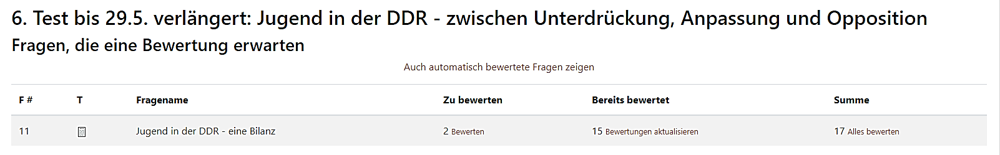 6. Test bis 29.5. verlängert: Jugend in der DDR - zwischen Unterdrückung, Anpassung und Opposition
Fragen, die eine Bewertung erwarten
Auch automatisch bewertete Fragen zeigen
F # T Fragename Zu bewerten Bereits bewertet Summe
11 Jugend in der DDR - eine Bilanz 2 Bewerten 15 Bewertungen aktualisieren 17 Alles bewerten